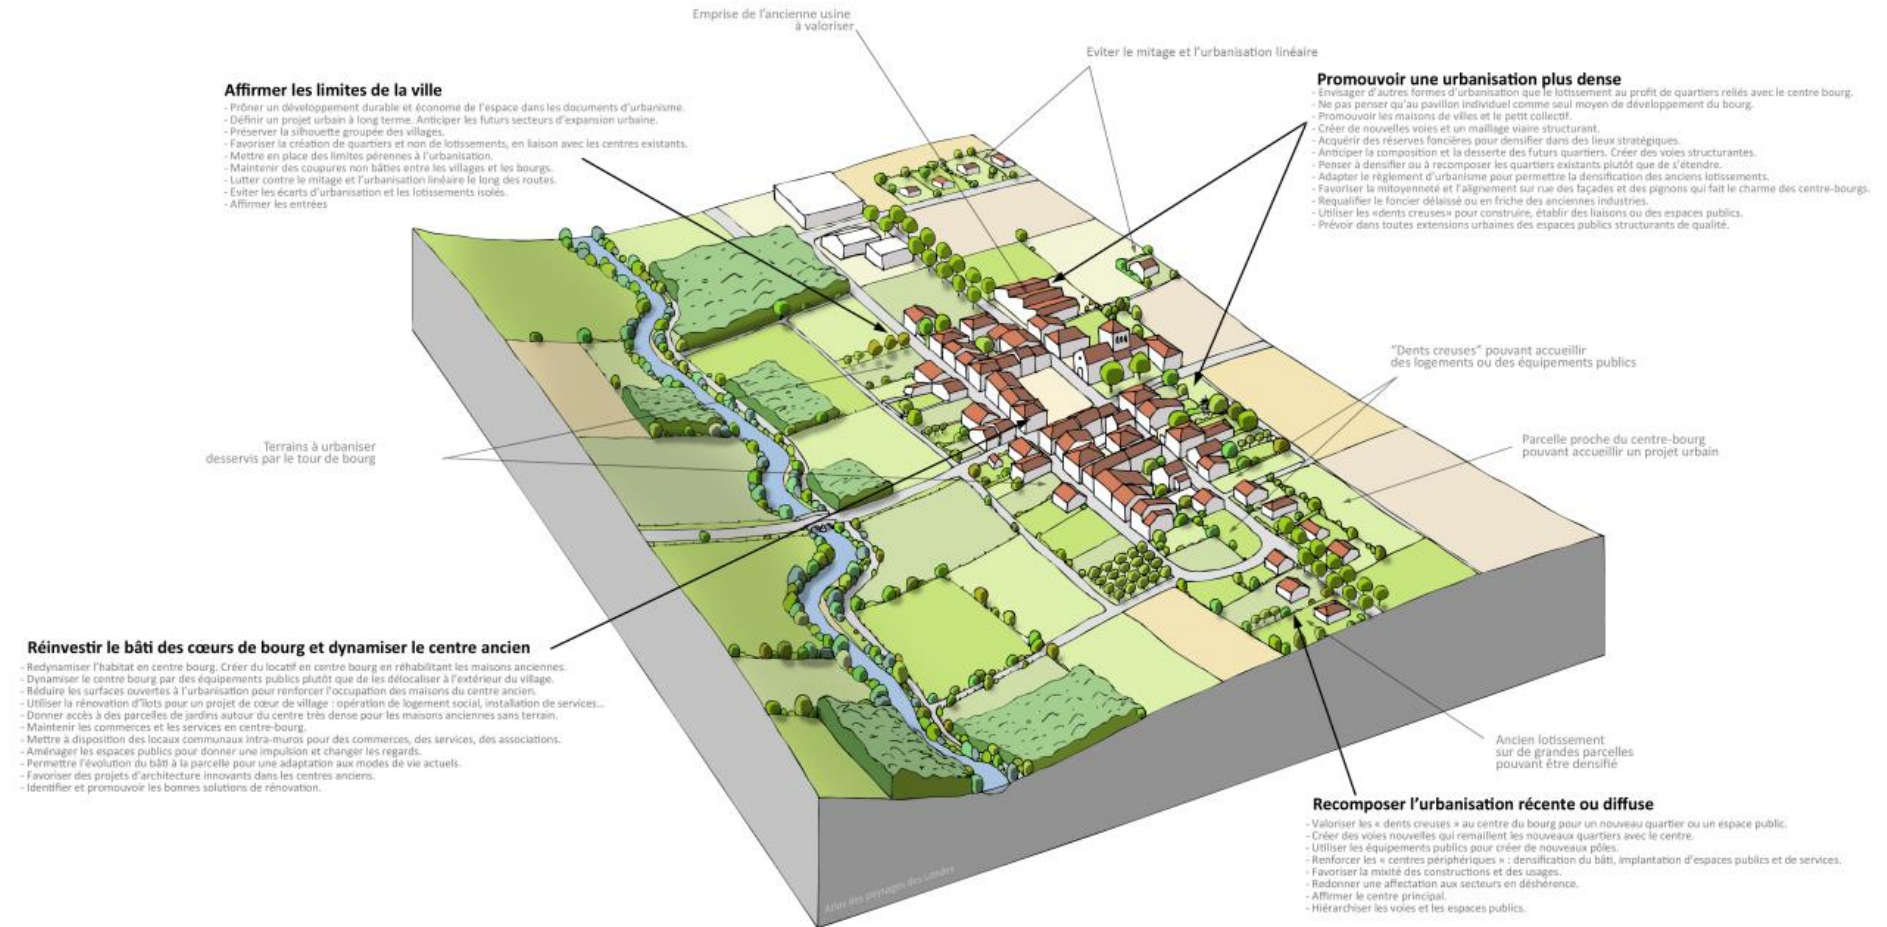 Emprise de l'ancienne usine
à valoriser
Eviter le mitage et l'urbanisation linéaire
Affirmer les limites de la ville
- Prôner un développement durable et économe de l'espace dans les documents d'urbanisme.
- Définir un projet urbain à long terme. Anticiper les futurs secteurs d'expansion urbaine.
- Préserver la silhouette groupée des villages.
- Favoriser la création de quartiers et non de lotissements, en liaison avec les centres existants.
- Mettre en place des limites pérennes à l'urbanisation.
- Maintenir des coupures non bâties entre les villages et les bourgs.
- Lutter contre le mitage et l'urbanisation linéaire le long des routes.
- Eviter les écarts d'urbanisation et les lotissements isolés.
- Affirmer les entrées
Promouvoir une urbanisation plus dense
- Envisager d'autres formes d'urbanisation que le lotissement au profit de quartiers reliés avec le centre bourg.
- Ne pas penser qu'au pavillon individuel comme seul moyen de développement du bourg.
- Promouvoir les maisons de villes et le petit collectif.
- Créer de nouvelles voies et un maillage viaire structurant.
- Acquérir des réserves foncières pour densifier dans des lieux stratégiques.
- Anticiper la composition et la desserte des futurs quartiers. Créer des voies structurantes.
- Penser à densifier ou à recomposer les quartiers existants plutôt que de s'étendre.
- Adapter le règlement d'urbanisme pour permettre la densification des anciens lotissements.
- Favoriser la mitoyenneté et l'alignement sur rue des façades et des pignons qui fait le charme des centre-bourgs.
- Requalifier le foncier délaissé ou en friche des anciennes industries.
- Utiliser les «dents creuses» pour construire, établir des liaisons ou des espaces publics.
- Prévoir dans toutes extensions urbaines des espaces publics structurants de qualité.
"Dents creuses" pouvant accueillir
des logements ou des équipements publics
Terrains à urbaniser
desservis par le tour de bourg
Parcelle proche du centre-bourg
pouvant accueillir un projet urbain
Réinvestir le bâti des cœurs de bourg et dynamiser le centre ancien
- Redynamiser l'habitat en centre bourg. Créer du locatif en centre bourg en réhabilitant les maisons anciennes.
- Dynamiser le centre bourg par des équipements publics plutôt que de les délocaliser à l'extérieur du village.
- Réduire les surfaces ouvertes à l'urbanisation pour renforcer l'occupation des maisons du centre ancien.
- Utiliser la rénovation d'îlots pour un projet de cœur de village : opération de logement social, installation de services...
- Donner accès à des parcelles de jardins autour du centre très dense pour les maisons anciennes sans terrain.
- Maintenir les commerces et les services en centre-bourg.
- Mettre à disposition des locaux communaux intra-muros pour des commerces, des services, des associations.
- Aménager les espaces publics pour donner une impulsion et changer les regards.
- Permettre l'évolution du bâti à la parcelle pour une adaptation aux modes de vie actuels.
- Favoriser des projets d'architecture innovants dans les centres anciens.
- Identifier et promouvoir les bonnes solutions de rénovation.
Ancien lotissement
sur de grandes parcelles
pouvant être densifié
Recomposer l'urbanisation récente ou diffuse
- Valoriser les « dents creuses » au centre du bourg pour un nouveau quartier ou un espace public.
- Créer des voies nouvelles qui remaillent les nouveaux quartiers avec le centre.
- Utiliser les équipements publics pour créer de nouveaux pôles.
- Renforcer les « centres périphériques » : densification du bâti, implantation d'espaces publics et de services.
- Favoriser la mixité des constructions et des usages.
- Redonner une affectation aux secteurs en déshérence.
- Affirmer le centre principal.
- Hiérarchiser les voies et les espaces publics.
Atlas des paysages des Landes